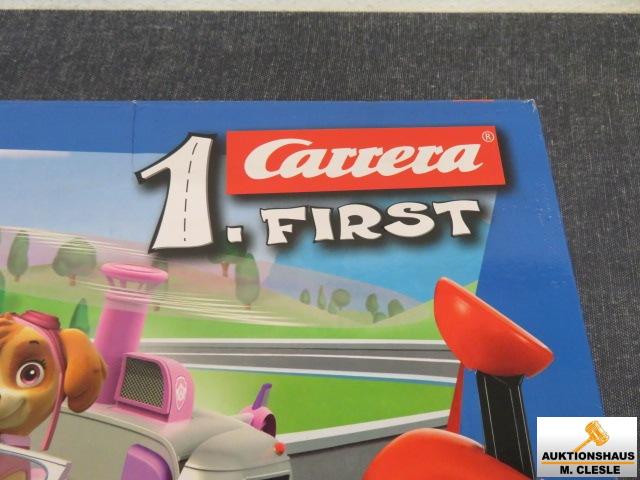 Carrera®
1. FIRST
AUKTIONSHAUS
M. CLESLE